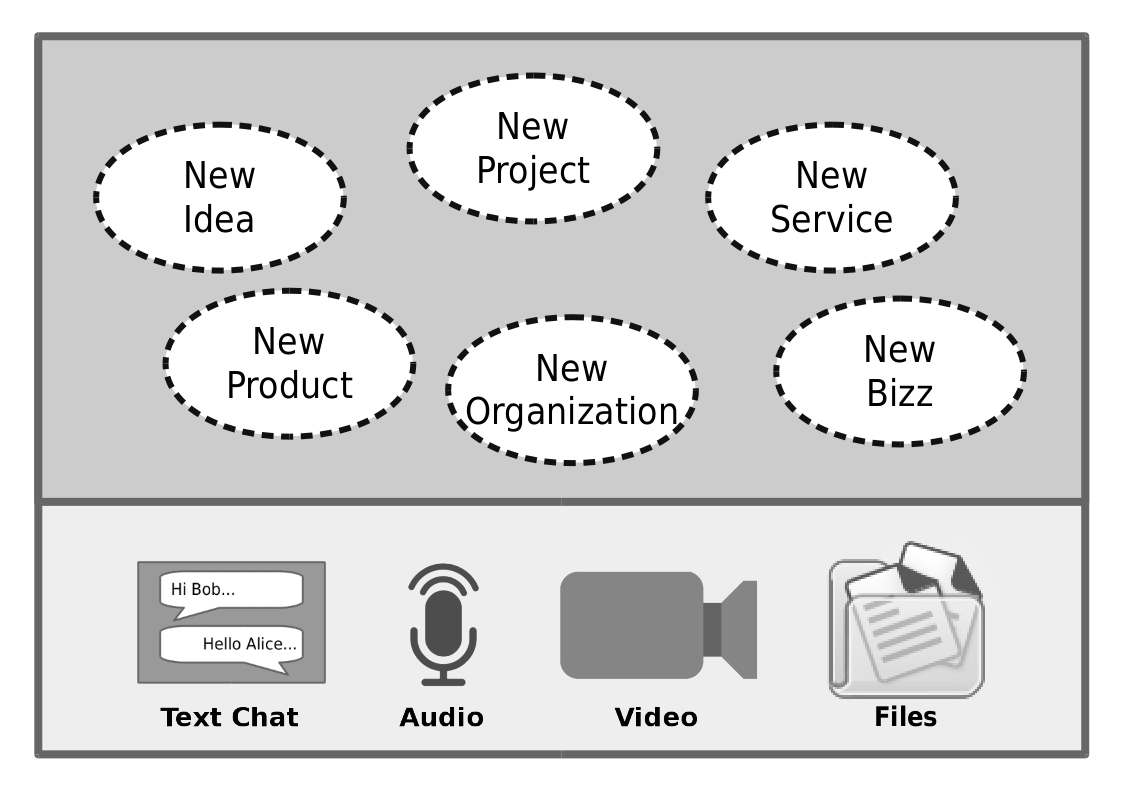 New
Project
New
Idea
New
Service
New
Product
New
Organization
New
Bizz
Hi Bob...
Hello Alice...
Text Chat
Audio
Video
Files